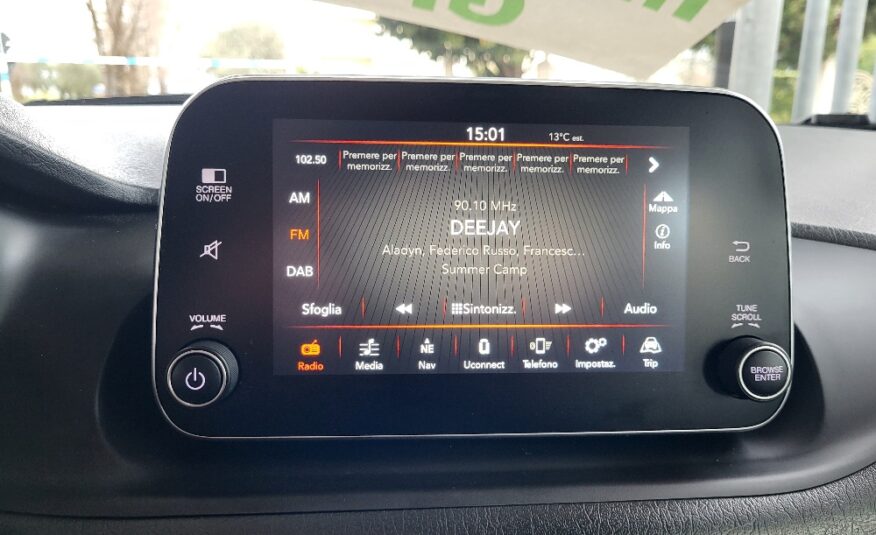 15:01 13°C est.
102.50 Premere per memorizz. Premere per memorizz. Premere per memorizz. Premere per memorizz. Premere per memorizz.
SCREEN
ON/OFF
AM
FM
DAB
90.10 MHz
DEEJAY
Aladyn, Federico Russo, Francesc...
Summer Camp
Mappa
Info
BACK
Sfoglia Sintonizz. Audio
VOLUME
TUNE
SCROLL
NE
Radio Media Nav Uconnect Telefono Impostaz. Trip
BROWSE
ENTER